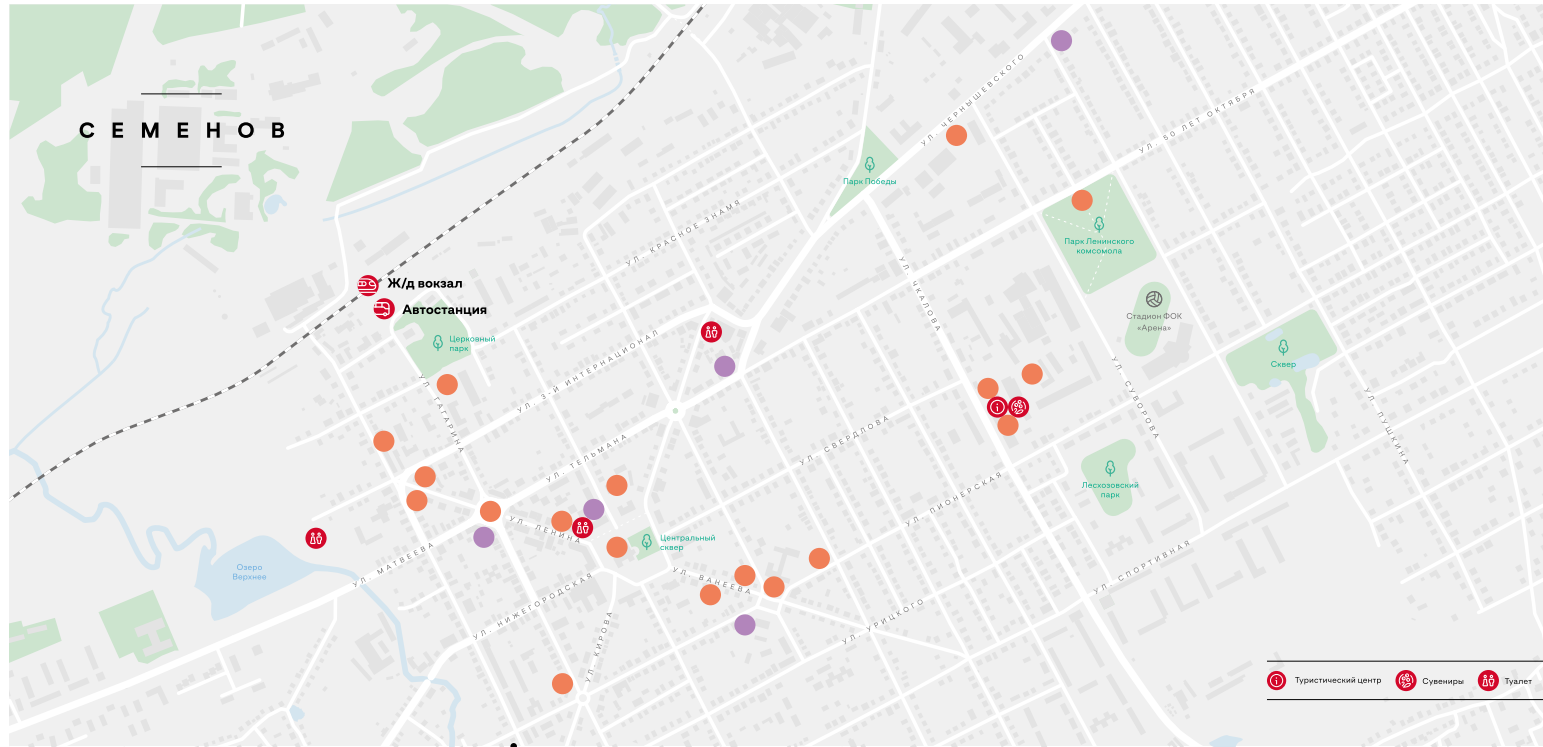 СЕМЕНОВ
УЛ. ЧЕРНЫШЕВСКОГО
УЛ. 50 ЛЕТ ОКТЯБРЯ
Парк Победы
УЛ. КРАСНОЕ ЗНАМЯ
Парк Ленинского
комсомола
Ж/д вокзал
Автостанция
УЛ. ЧКАЛОВА
Стадион ФОК
«Арена»
Церковный
парк
УЛ. 3-Й ИНТЕРНАЦИОНАЛ
Сквер
УЛ. ГАГАРИНА
УЛ. СУВОРОВА
УЛ. ПУШКИНА
УЛ. ТЕЛЬМАНА
УЛ. СВЕРДЛОВА
Лесхозовский
парк
УЛ. ПИОНЕРСКАЯ
УЛ. ЛЕНИНА
Центральный
сквер
УЛ. МАТВЕЕВА
Озеро
Верхнее
УЛ. ВАНЕЕВА
УЛ. СПОРТИВНАЯ
УЛ. НИЖЕГОРОДСКАЯ
УЛ. УРИЦКОГО
УЛ. КИРОВА
Туристический центр
Сувениры
Туалет